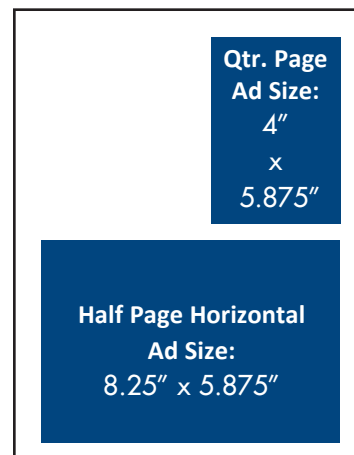 Qtr. Page
Ad Size:
4”
x
5.875”
Half Page Horizontal
Ad Size:
8.25” x 5.875”